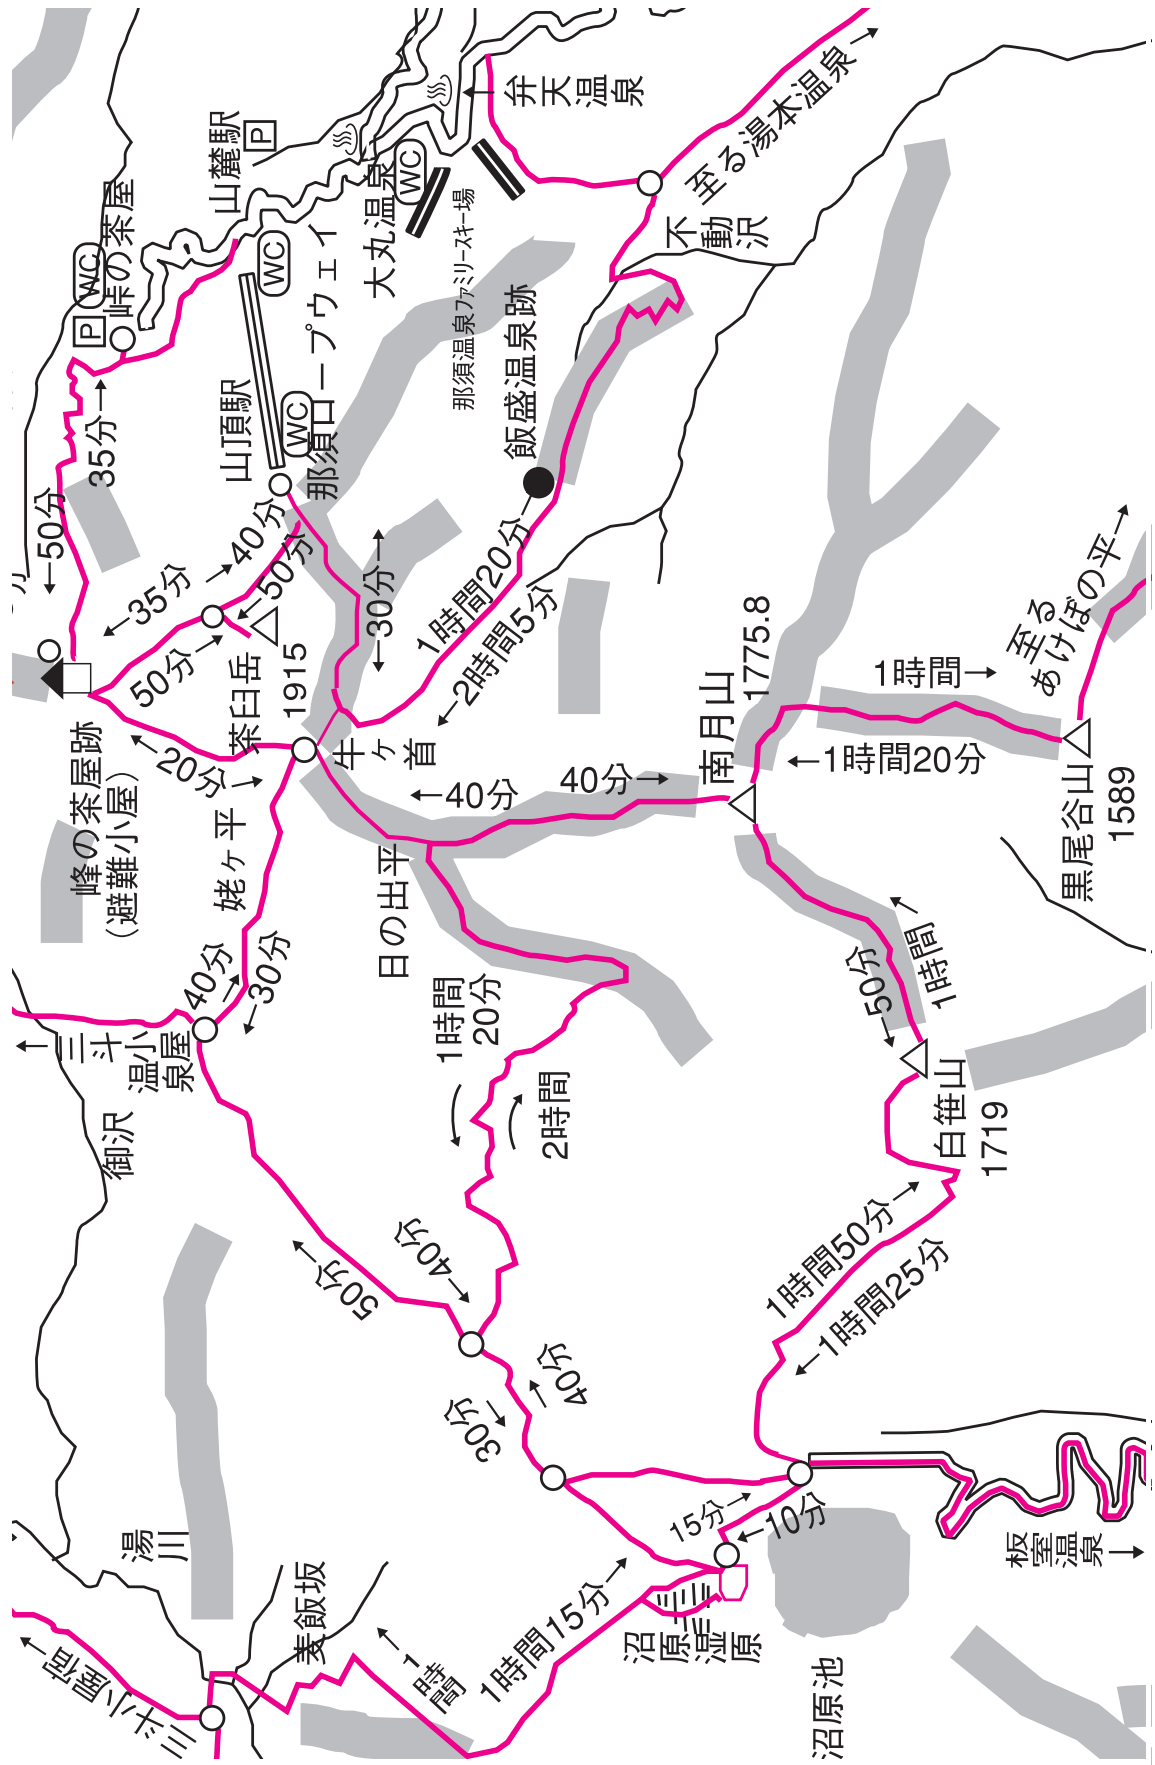 弁天温泉
至る湯本温泉
山麓駅
P
WC
大丸温泉
峠の茶屋
WC
P
WC
不動沢
那須温泉ファミリースキー場
飯盛温泉跡
那須ロープウェイ
山頂駅
WC
35分
50分
40分
50分
35分
50分
30分
1時間20分
2時間5分
茶臼岳
1915
20分
峰の茶屋跡
(避難小屋)
牛ヶ首
姥ヶ平
南月山
1775.8
1時間
至る
あけぼの平
1時間20分
黒尾谷山
1589
40分
40分
日の出平
40分
30分
三斗小
温泉屋
御沢
1時間
20分
2時間
50分
1時間
白笹山
1719
40分
50分
1時間50分
1時間25分
30分
40分
15分
10分
板室温泉
湯川
麦飯坂
三斗小屋宿
1時間
1時間15分
沼原湿原
沼原池